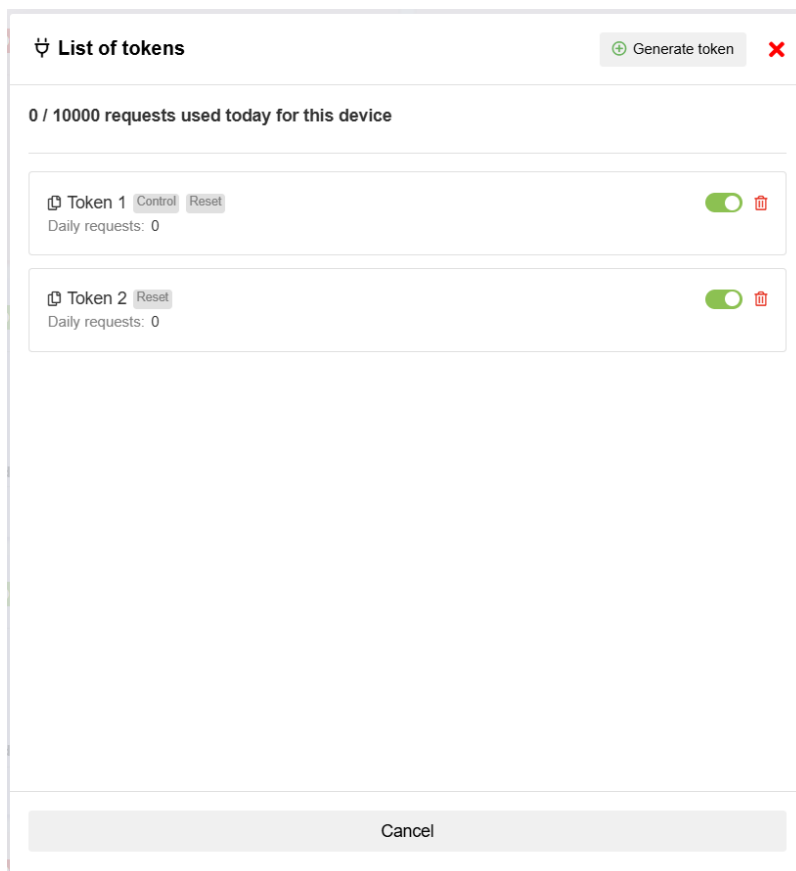 List of tokens
Generate token
0 / 10000 requests used today for this device
Token 1 Control Reset
Daily requests: 0
Token 2 Reset
Daily requests: 0
Cancel